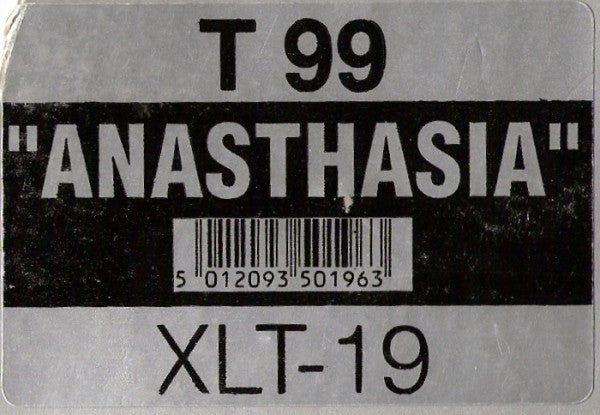 T 99
"ANASTHASIA"
5 012093 501963
XLT-19